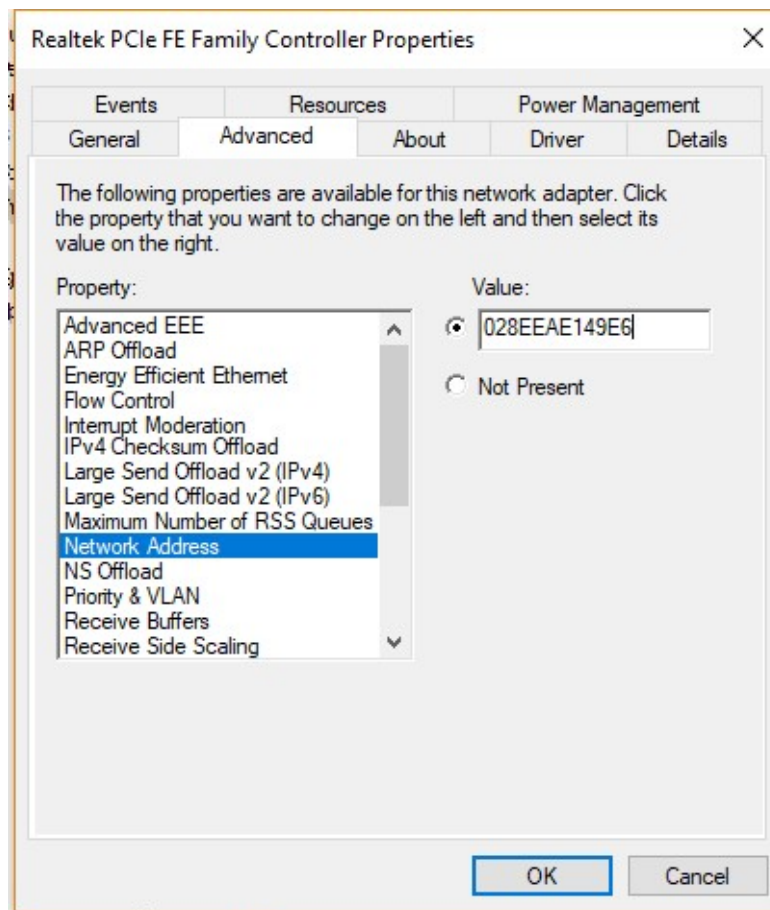 Realtek PCIe FE Family Controller Properties
Events Resources Power Management
General Advanced About Driver Details
The following properties are available for this network adapter. Click
the property that you want to change on the left and then select its
value on the right.
Property:
Value:
Advanced EEE
ARP Offload
Energy Efficient Ethernet
Flow Control
Interrupt Moderation
IPv4 Checksum Offload
Large Send Offload v2 (IPv4)
Large Send Offload v2 (IPv6)
Maximum Number of RSS Queues
Network Address
NS Offload
Priority & VLAN
Receive Buffers
Receive Side Scaling
028EEAE149E6
Not Present
OK Cancel